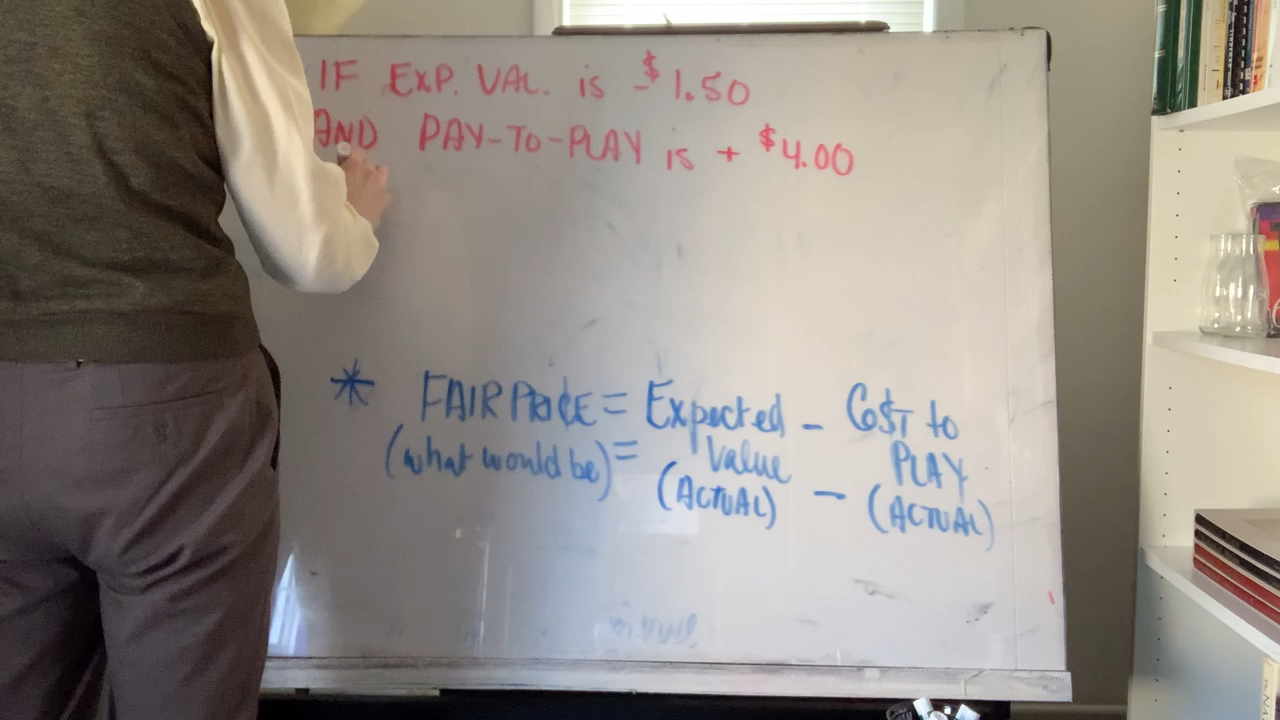 IF EXP. VAL. is -$1.50
AND PAY-TO-PLAY is + $4.00
* FAIR PRICE = Expected Value - COST to PLAY
(what would be) = (ACTUAL) - (ACTUAL)